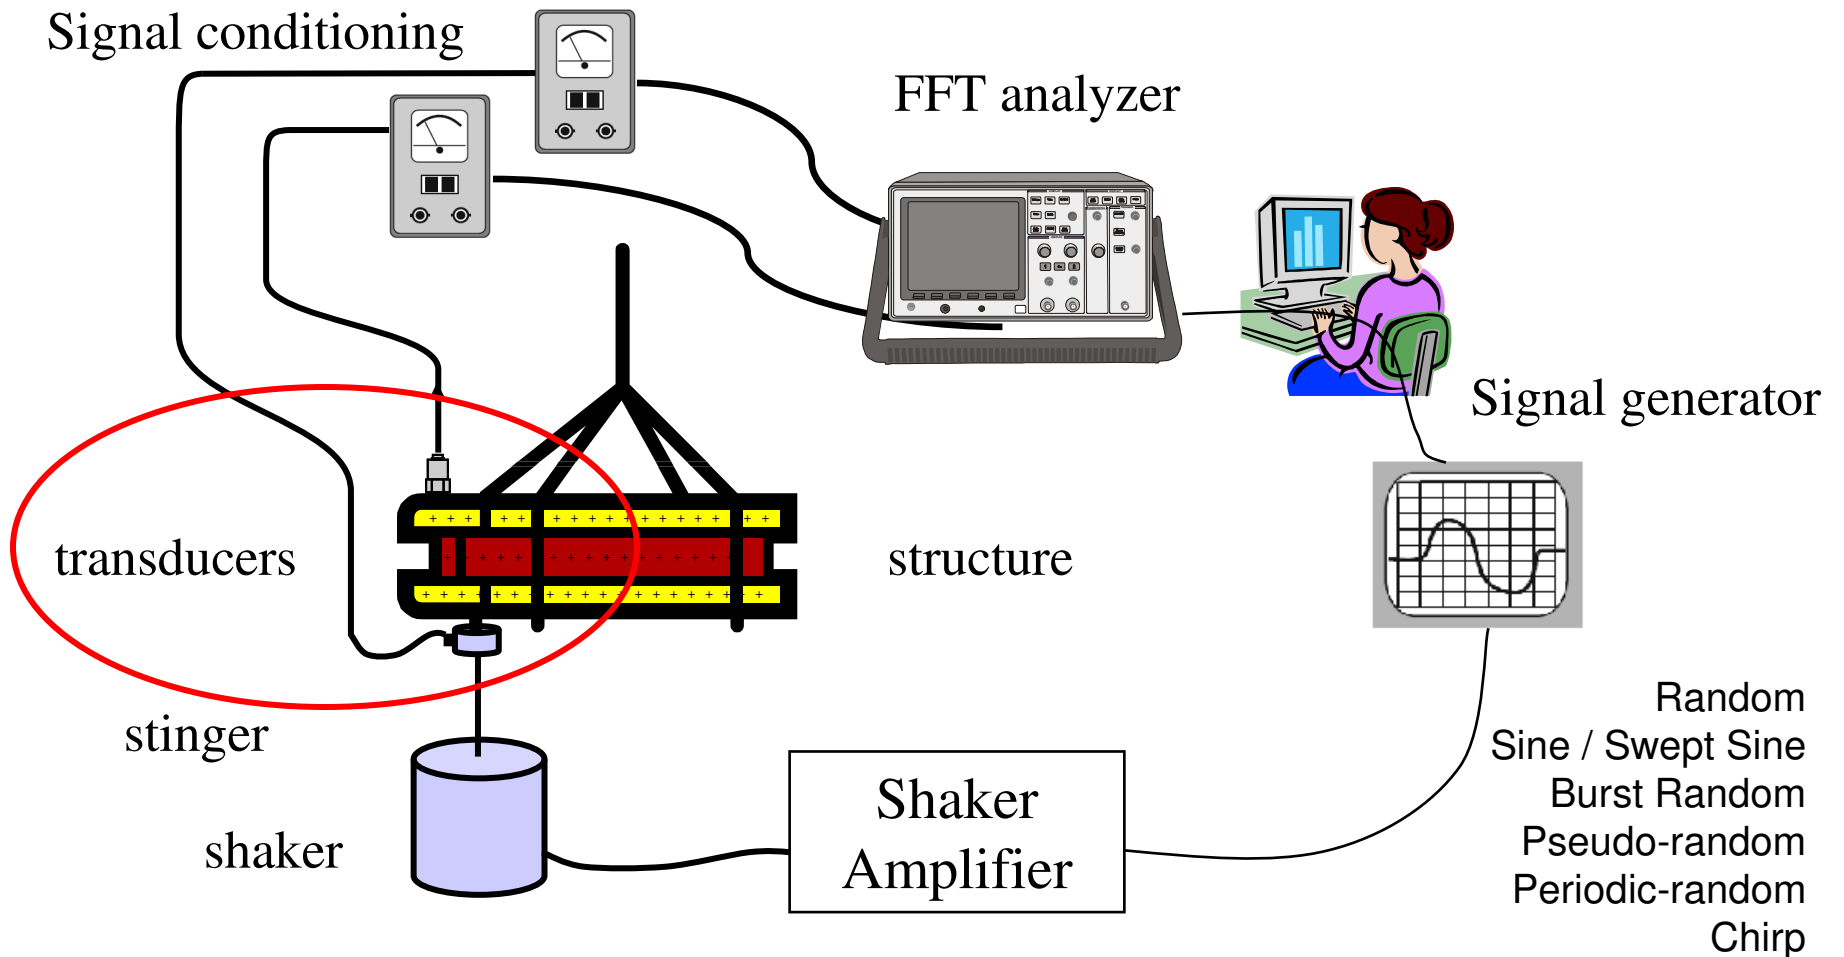 Signal conditioning
FFT analyzer
Signal generator
transducers
structure
stinger
shaker
Shaker
Amplifier
Random
Sine / Swept Sine
Burst Random
Pseudo-random
Periodic-random
Chirp